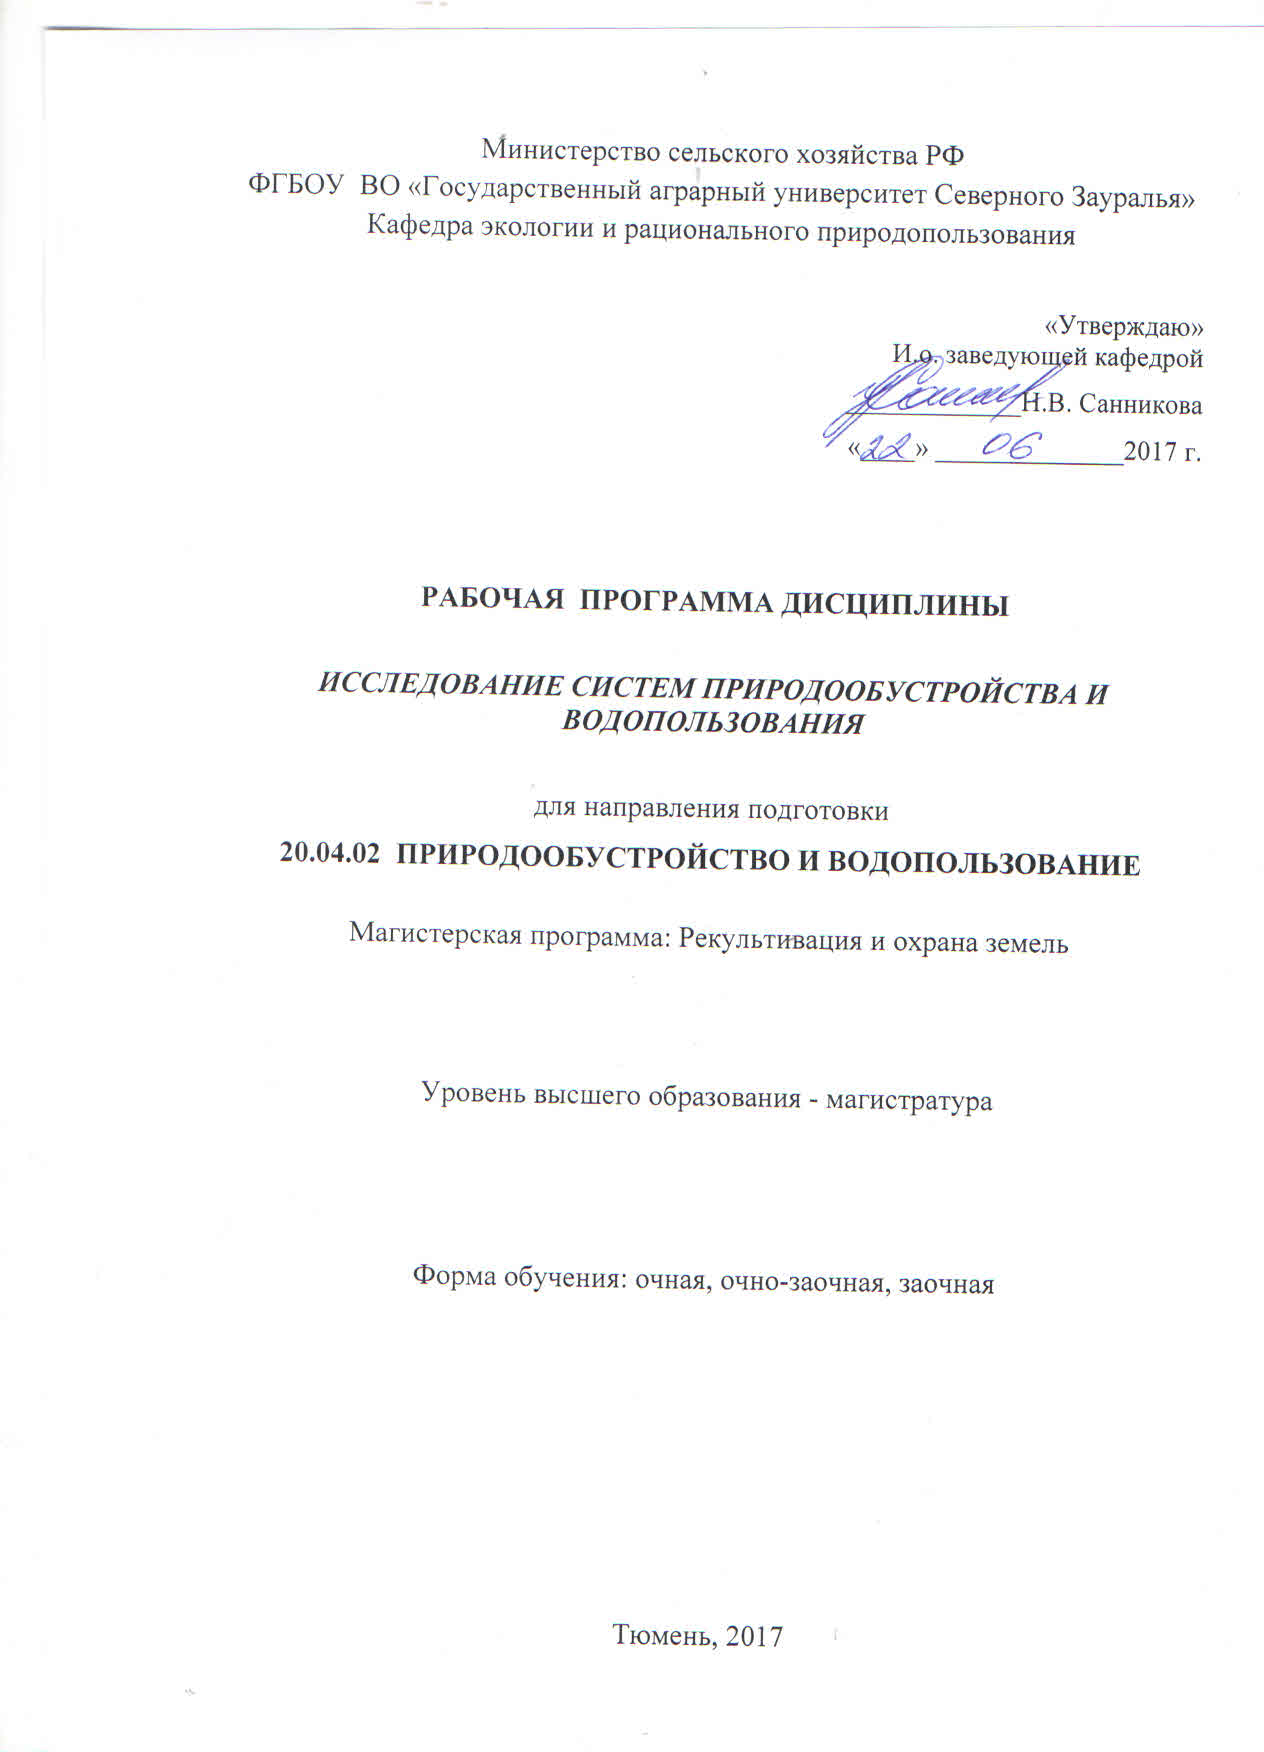 Министерство сельского хозяйства РФ
ФГБОУ ВО «Государственный аграрный университет Северного Зауралья»
Кафедра экологии и рационального природопользования
«Утверждаю»
И.о. заведующей кафедрой
Н.В. Санникова
«22» 06 2017 г.
РАБОЧАЯ ПРОГРАММА ДИСЦИПЛИНЫ
ИССЛЕДОВАНИЕ СИСТЕМ ПРИРОДООБУСТРОЙСТВА И
ВОДОПОЛЬЗОВАНИЯ
для направления подготовки
20.04.02 ПРИРОДООБУСТРОЙСТВО И ВОДОПОЛЬЗОВАНИЕ
Магистерская программа: Рекультивация и охрана земель
Уровень высшего образования - магистратура
Форма обучения: очная, очно-заочная, заочная
Тюмень, 2017